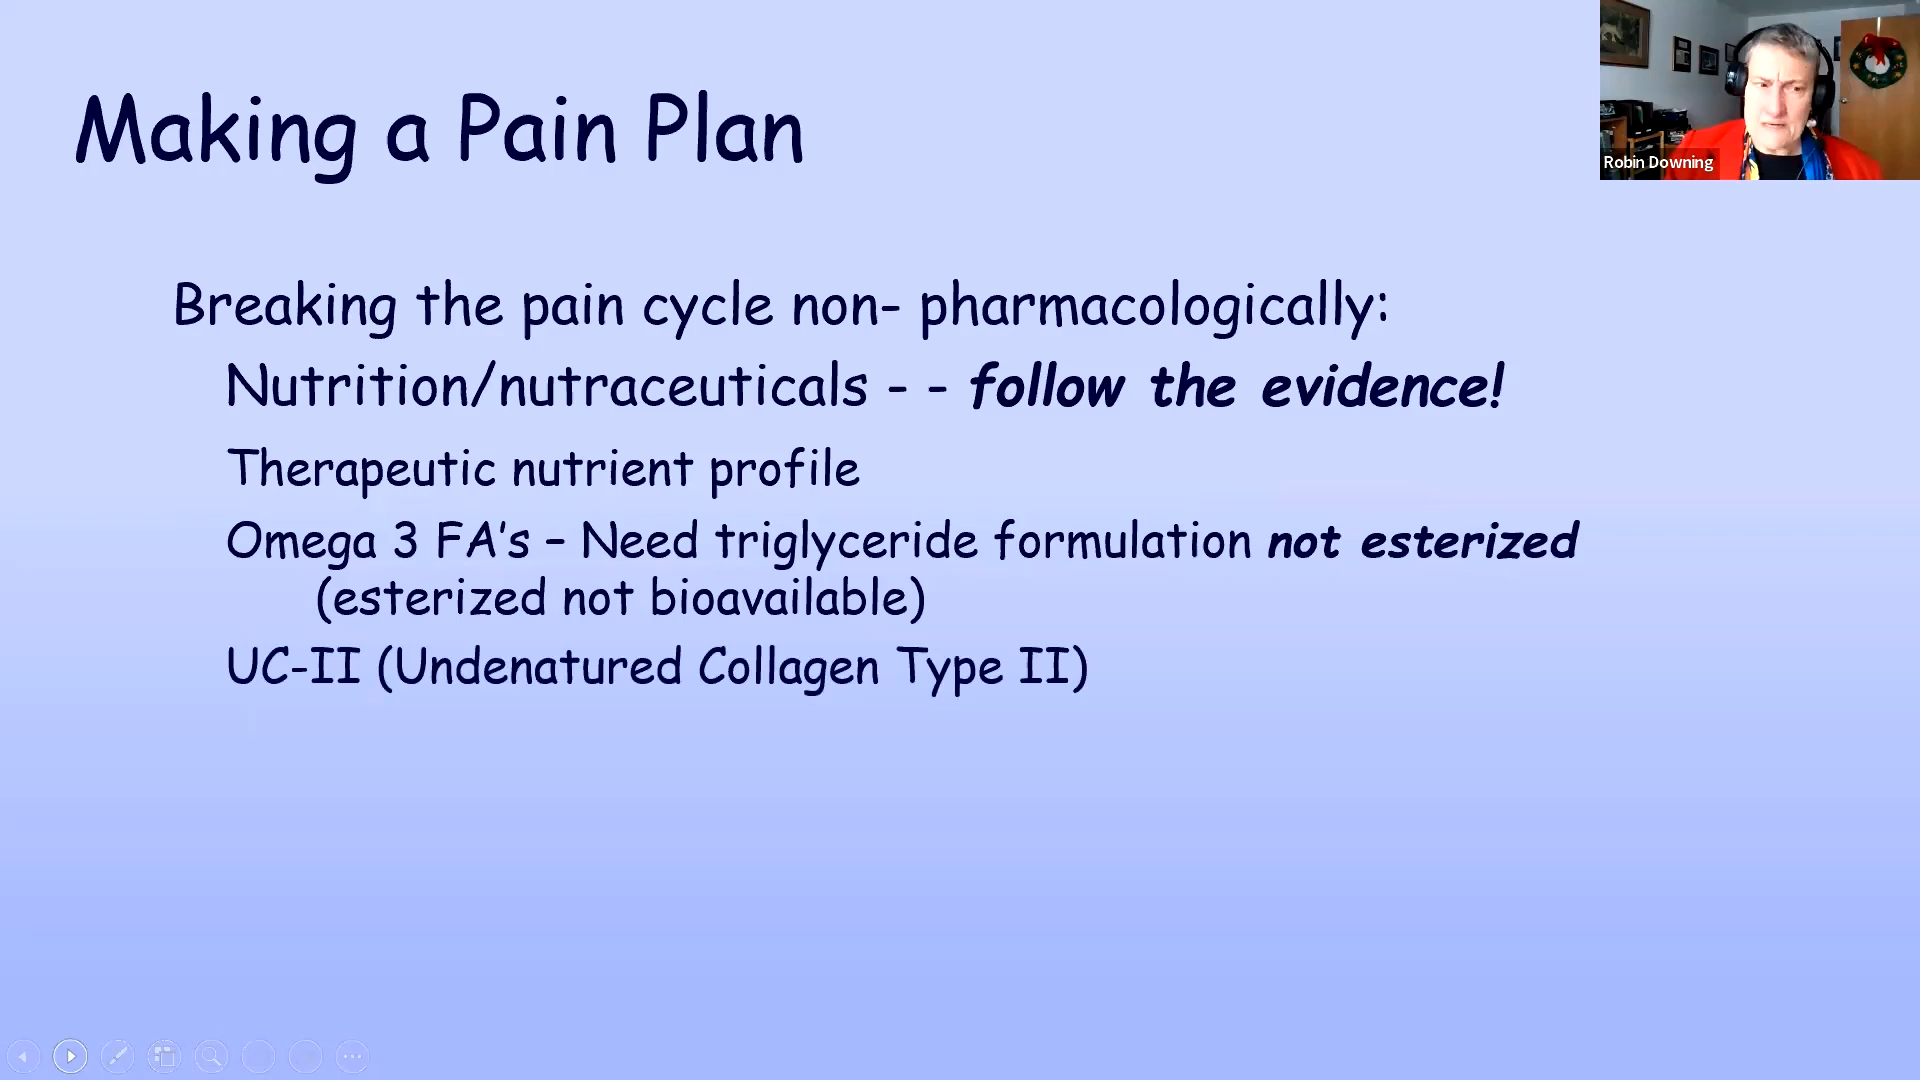 Making a Pain Plan
Robin Downing
Breaking the pain cycle non- pharmacologically:
Nutrition/nutraceuticals - - follow the evidence!
Therapeutic nutrient profile
Omega 3 FA's – Need triglyceride formulation not esterized
(esterized not bioavailable)
UC-II (Undenatured Collagen Type II)